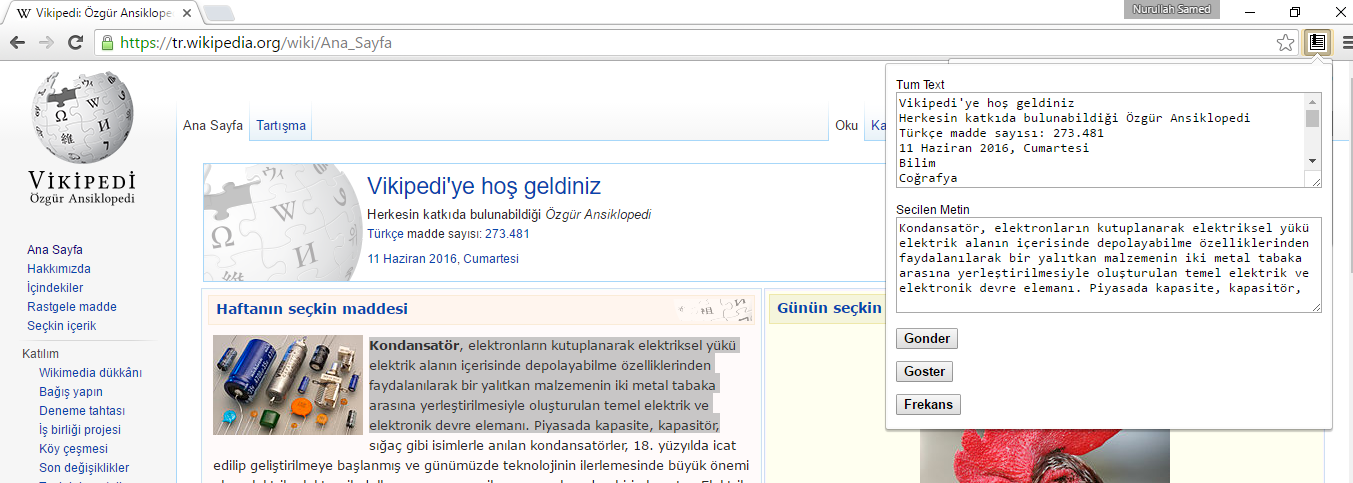 Vikipedi: Özgür Ansiklope
Nurullah Samed
https://tr.wikipedia.org/wiki/Ana_Sayfa
VİKİPEDİ
Özgür Ansiklopedi
Ana Sayfa
Hakkımızda
İçindekiler
Rastgele madde
Seçkin içerik
Katılım
Wikimedia dükkânı
Bağış yapın
Deneme tahtası
İş birliği projesi
Köy çeşmesi
Son değişiklikler
Ana Sayfa Tartışma
Oku Ka
Vikipedi'ye hoş geldiniz
Herkesin katkıda bulunabildiği Özgür Ansiklopedi
Türkçe madde sayısı: 273.481
11 Haziran 2016, Cumartesi
Haftanın seçkin maddesi
Kondansatör, elektronların kutuplanarak elektriksel yükü
elektrik alanın içerisinde depolayabilme özelliklerinden
faydalanılarak bir yalıtkan malzemenin iki metal tabaka
arasına yerleştirilmesiyle oluşturulan temel elektrik ve
elektronik devre elemanı. Piyasada kapasite, kapasitör,
sığaç gibi isimlerle anılan kondansatörler, 18. yüzyılda icat
edilip geliştirilmeye başlanmış ve günümüzde teknolojinin ilerlemesinde büyük önemi
Günün seçkin
Tum Text
Vikipedi'ye hoş geldiniz
Herkesin katkıda bulunabildiği Özgür Ansiklopedi
Türkçe madde sayısı: 273.481
11 Haziran 2016, Cumartesi
Bilim
Coğrafya
Secilen Metin
Kondansatör, elektronların kutuplanarak elektriksel yükü
elektrik alanın içerisinde depolayabilme özelliklerinden
faydalanılarak bir yalıtkan malzemenin iki metal tabaka
arasına yerleştirilmesiyle oluşturulan temel elektrik ve
elektronik devre elemanı. Piyasada kapasite, kapasitör,
Gonder
Goster
Frekans